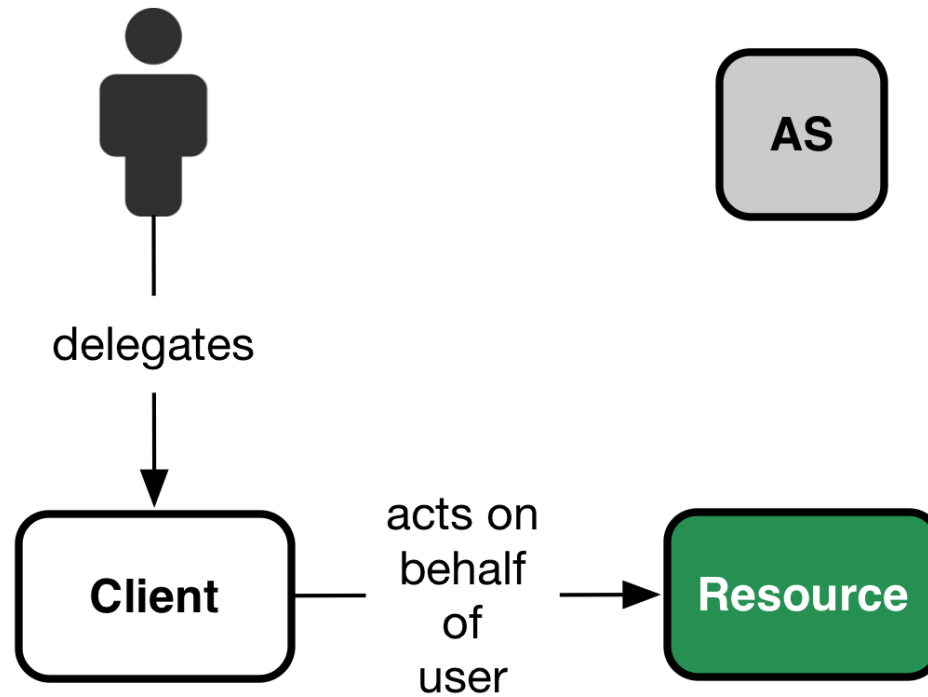 AS
delegates
Client
acts on
behalf
of
user
Resource